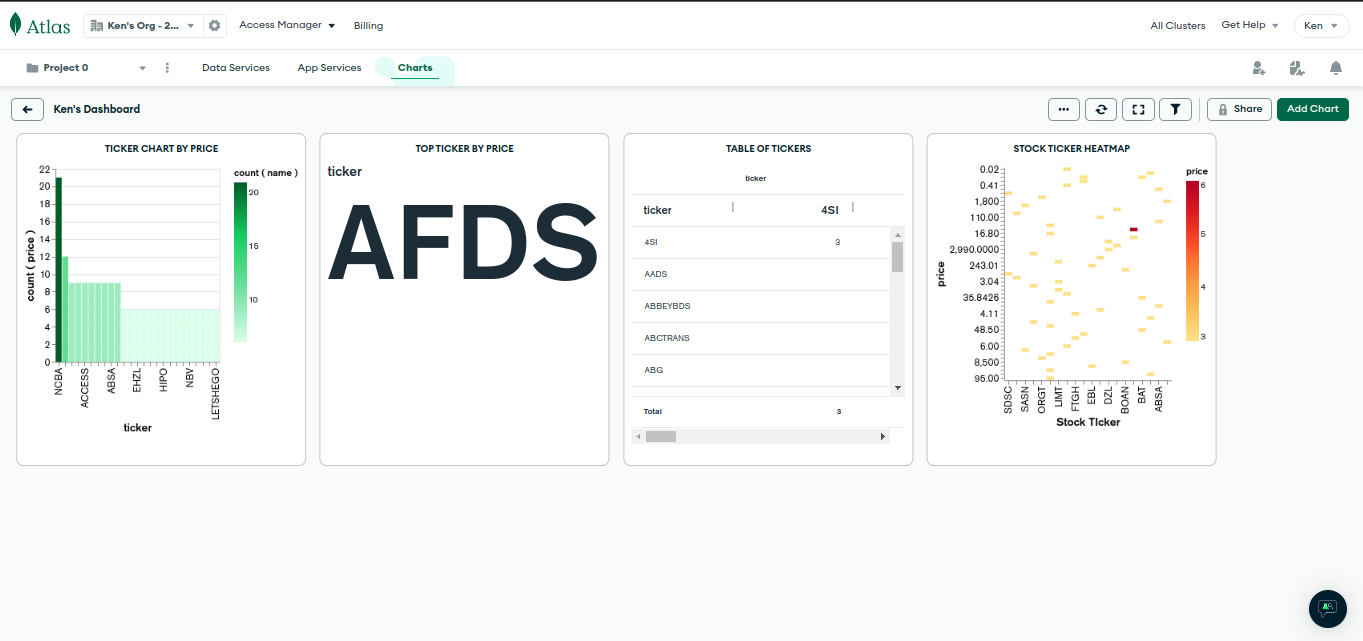 Atlas
Ken's Org - 2...
Access Manager
Billing
All Clusters
Get Help
Ken
Project 0
Data Services
App Services
Charts
Ken's Dashboard
Share
Add Chart
TICKER CHART BY PRICE
count ( price )
22
20
18
16
14
12
10
8
6
4
2
0
NCBA
ACCESS
ABSA
EHZL
HIPO
NBV
LETSHEGO
ticker
count ( name )
20
15
10
TOP TICKER BY PRICE
ticker
AFDS
TABLE OF TICKERS
ticker
ticker 4SI
4SI 3
AADS
ABBEYBDS
ABCTRANS
ABG
Total 3
STOCK TICKER HEATMAP
price
0.02
0.41
1,800
110.00
16.80
2,990.0000
243.01
3.04
35.8426
4.11
48.50
6.00
8,500
95.00
SDSC
SASN
ORGT
LIMT
FTGH
EBL
DZL
BOAN
BAT
ABSA
Stock TIcker
price
6
5
4
3